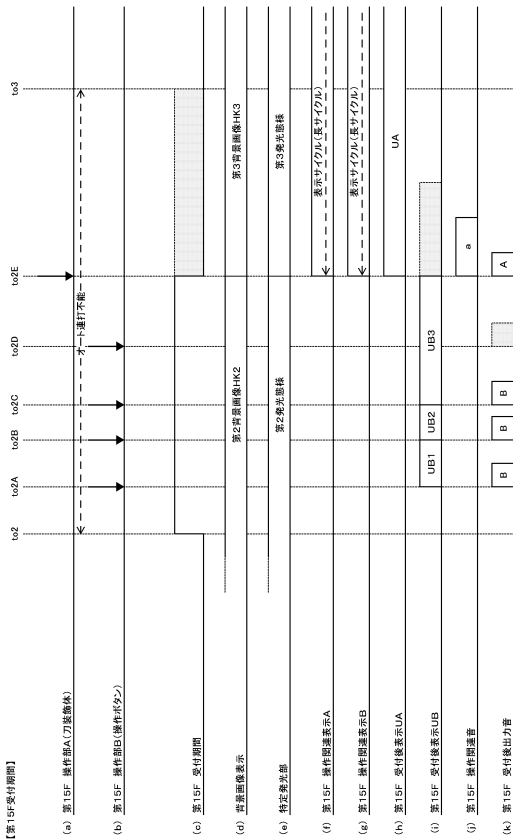 【第15F受付期間】
to2
to2A
to2B
to2C
to2D
to2E
to3
(a) 第15F 操作部A(刀装飾体)
オート連打不能
(b) 第15F 操作部B(操作ボタン)
(c) 第15F 受付期間
(d) 背景画像表示
第2背景画像HK2
第3背景画像HK3
(e) 特定発光部
第2発光態様
第3発光態様
(f) 第15F 操作関連表示A
表示サイクル(長サイクル)
(g) 第15F 操作関連表示B
表示サイクル(長サイクル)
(h) 第15F 受付後表示UA
UA
(i) 第15F 受付後表示UB
UB1
UB2
UB3
(j) 第15F 操作関連音
a
(k) 第15F 受付後出力音
B
B
B
A